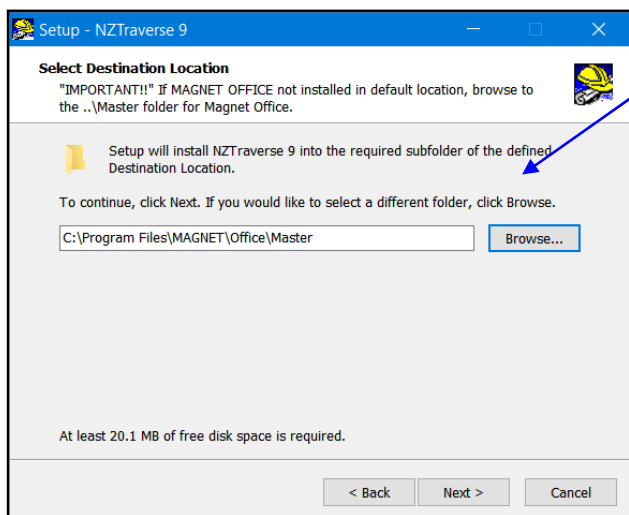 Setup - NZTraverse 9
Select Destination Location
"IMPORTANT!!" If MAGNET OFFICE not installed in default location, browse to
the ..\Master folder for Magnet Office.
Setup will install NZTraverse 9 into the required subfolder of the defined
Destination Location.
To continue, click Next. If you would like to select a different folder, click Browse.
C:\Program Files\MAGNET\Office\Master
Browse...
At least 20.1 MB of free disk space is required.
< Back
Next >
Cancel